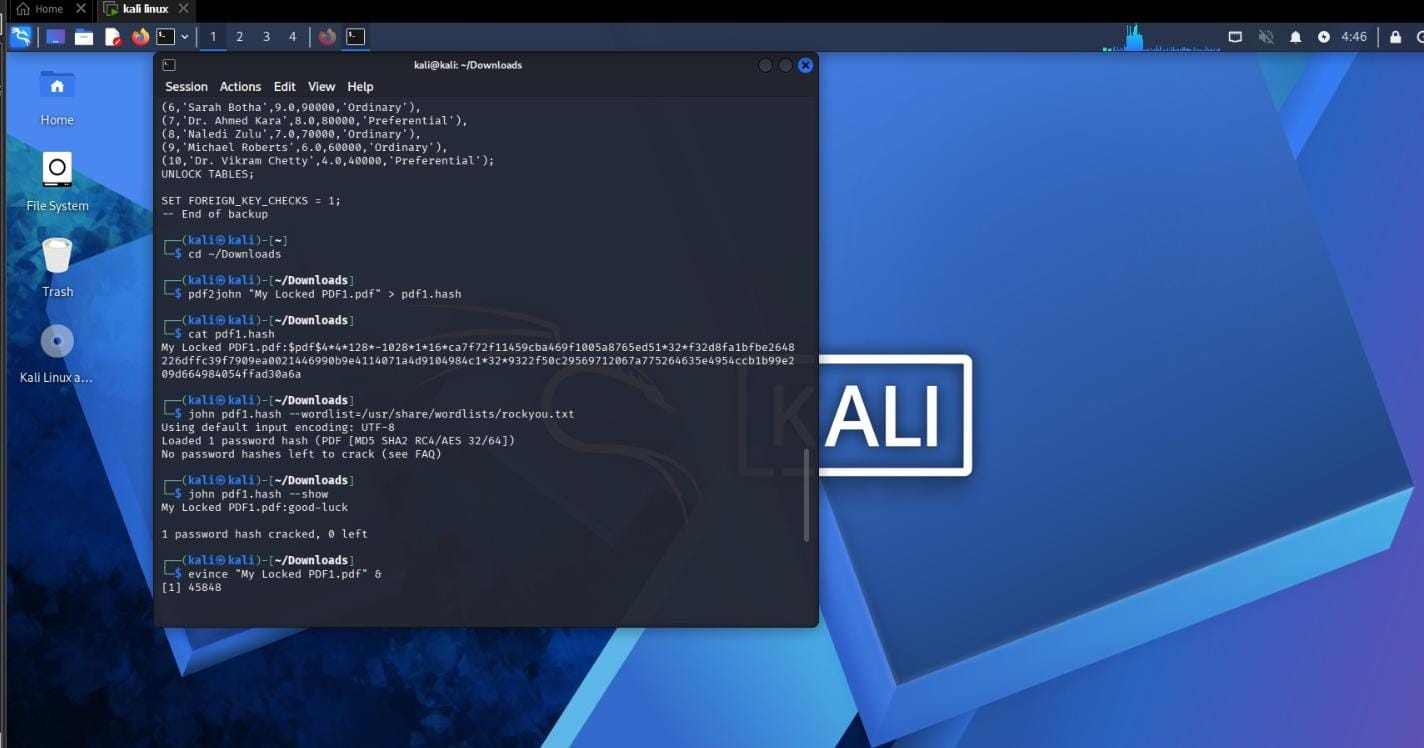 Home
kali linux
1 2 3 4
4:46
kali@kali: ~/Downloads
Session Actions Edit View Help
(6,'Sarah Botha',9.0,90000,'Ordinary'),
(7,'Dr. Ahmed Kara',8.0,80000,'Preferential'),
(8,'Naledi Zulu',7.0,70000,'Ordinary'),
(9,'Michael Roberts',6.0,60000,'Ordinary'),
(10,'Dr. Vikram Chetty',4.0,40000,'Preferential');
UNLOCK TABLES;
SET FOREIGN_KEY_CHECKS = 1;
-- End of backup
┌──(kali㉿kali)-[~]
└─$ cd ~/Downloads
┌──(kali㉿kali)-[~/Downloads]
└─$ pdf2john "My Locked PDF1.pdf" > pdf1.hash
┌──(kali㉿kali)-[~/Downloads]
└─$ cat pdf1.hash
My Locked PDF1.pdf:$pdf$4*4*128*-1028*1*16*ca7f72f11459cba469f1005a8765ed51*32*f32d8fa1bfbe2648
226dffc39f7909ea0021446990b9e4114071a4d9104984c1*32*9322f50c29569712067a775264635e4954ccb1b99e2
09d664984054ffad30a6a
┌──(kali㉿kali)-[~/Downloads]
└─$ john pdf1.hash --wordlist=/usr/share/wordlists/rockyou.txt
Using default input encoding: UTF-8
Loaded 1 password hash (PDF [MD5 SHA2 RC4/AES 32/64])
No password hashes left to crack (see FAQ)
┌──(kali㉿kali)-[~/Downloads]
└─$ john pdf1.hash --show
My Locked PDF1.pdf:good-luck
1 password hash cracked, 0 left
┌──(kali㉿kali)-[~/Downloads]
└─$ evince "My Locked PDF1.pdf" &
[1] 45848
Home
File System
Trash
Kali Linux a...
KALI